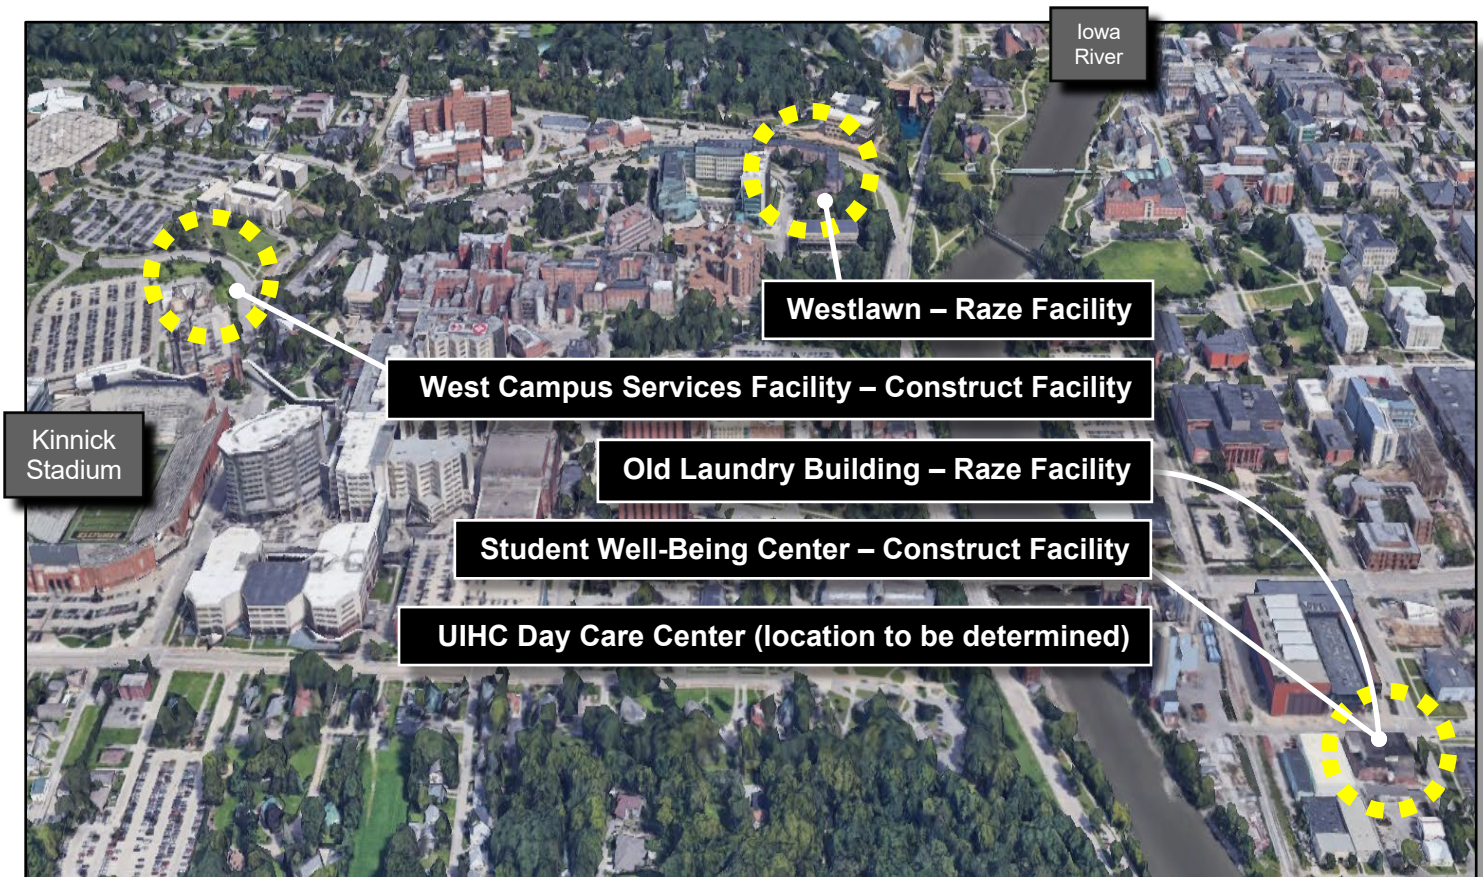 Iowa
River
Westlawn – Raze Facility
West Campus Services Facility – Construct Facility
Kinnick
Stadium
Old Laundry Building – Raze Facility
Student Well-Being Center – Construct Facility
UIHC Day Care Center (location to be determined)